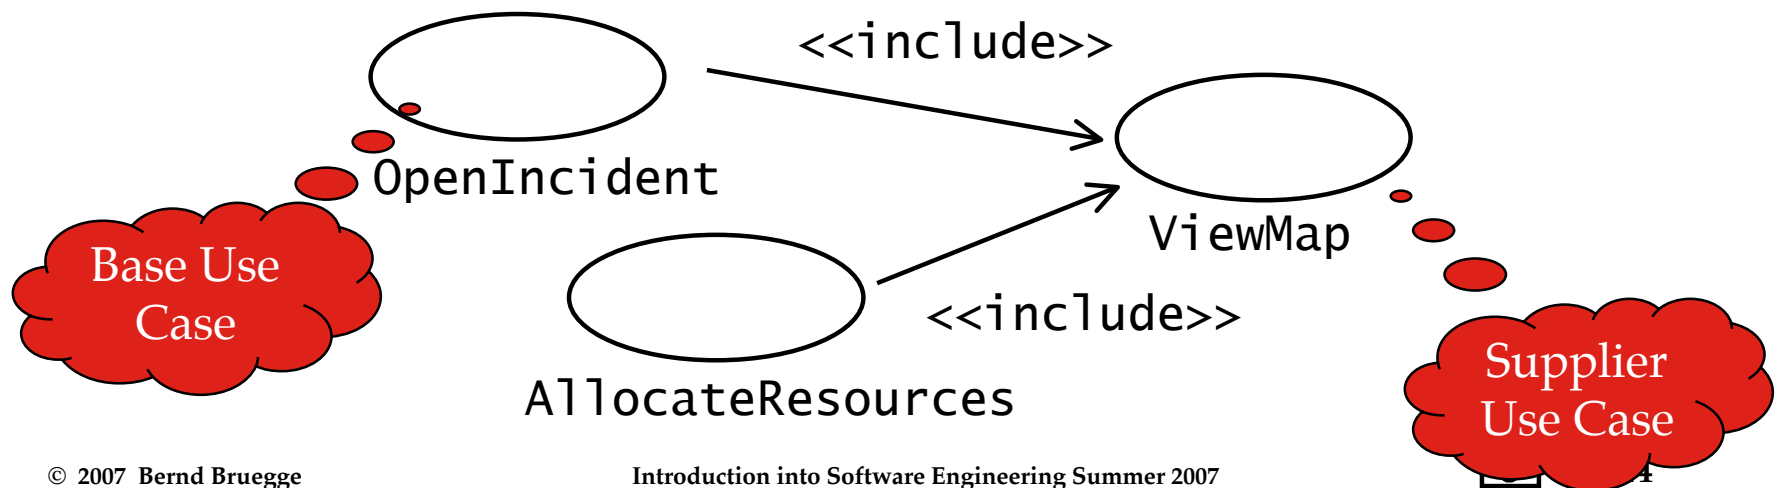 <<include>>
OpenIncident
ViewMap
Base Use
Case
<<include>>
Supplier
Use Case
AllocateResources
© 2007 Bernd Bruegge
Introduction into Software Engineering Summer 2007
4